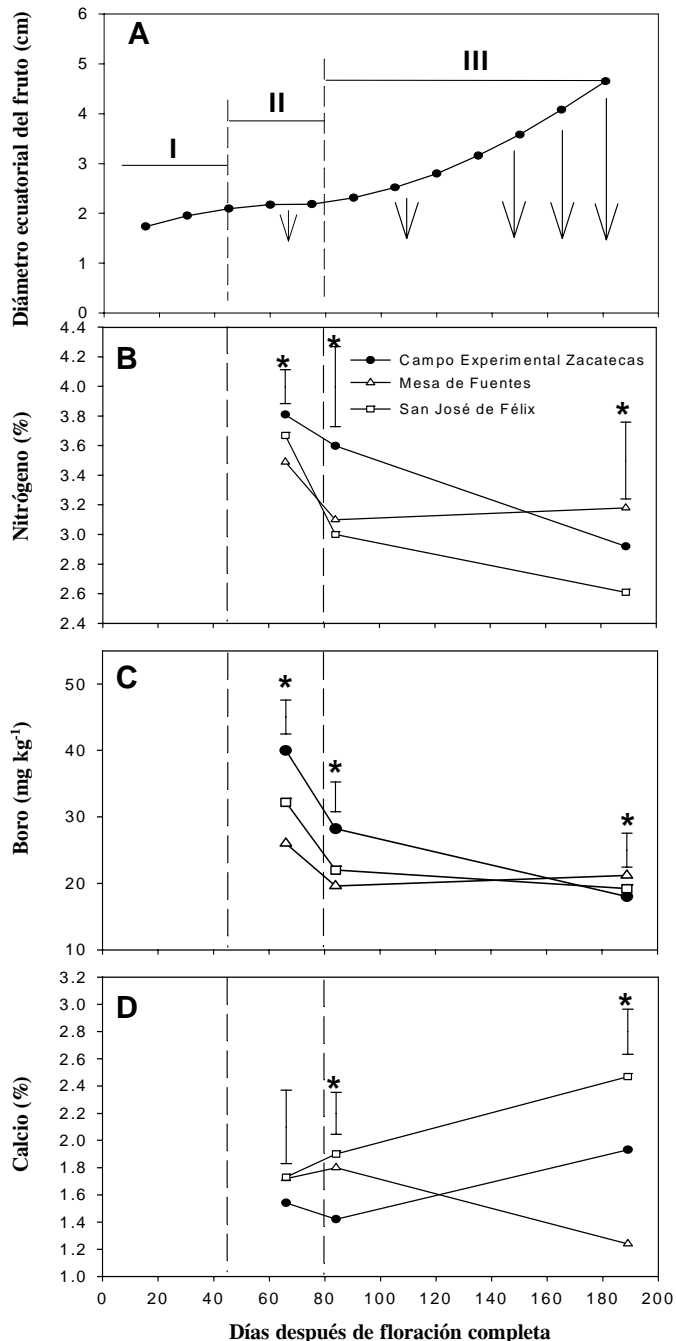 A
Diámetro ecuatorial del fruto (cm)
6
5
4
3
2
1
0
I
II
III
B
Nitrógeno (%)
4.4
4.2
4.0
3.8
3.6
3.4
3.2
3.0
2.8
2.6
2.4
*
*
*
Campo Experimental Zacatecas
Mesa de Fuentes
San José de Félix
C
Boro (mg kg-1)
50
40
30
20
10
*
*
*
D
Calcio (%)
3.2
3.0
2.8
2.6
2.4
2.2
2.0
1.8
1.6
1.4
1.2
1.0
*
*
0 20 40 60 80 100 120 140 160 180 200
Días después de floración completa